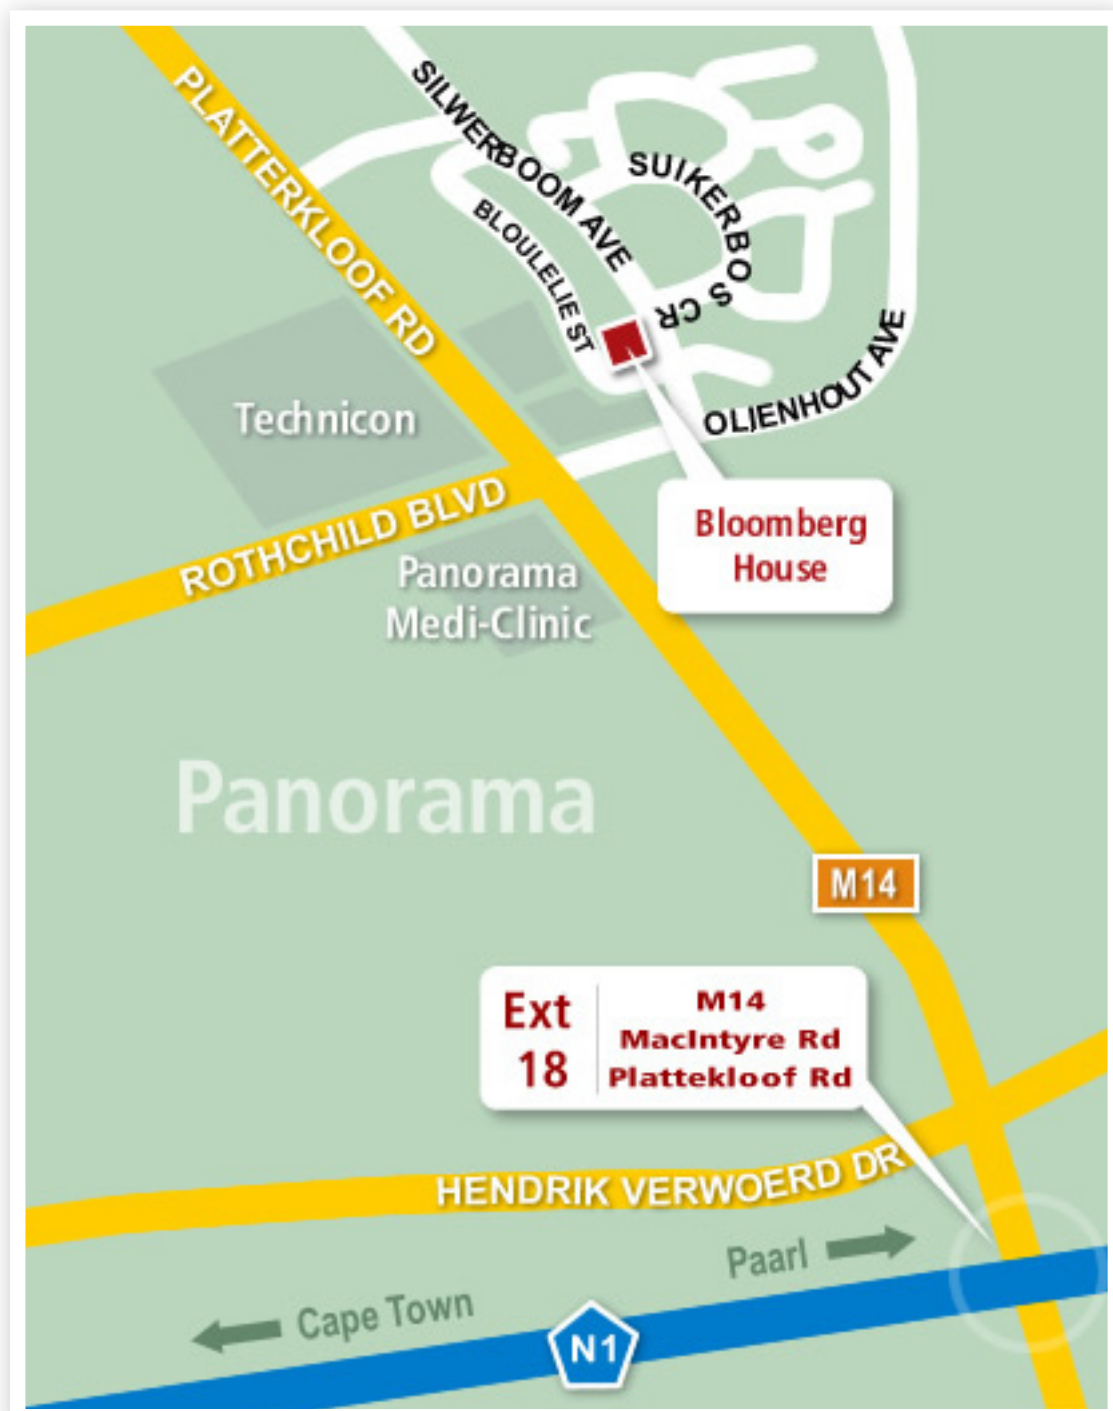 PLATTERKLOOF RD
SILWERBOOM AVE
SUIKERBOS CR
BLOULELIE ST
OLIENHOUT AVE
Technicon
ROTHCHILD BLVD
Bloomberg
House
Panorama
Medi-Clinic
Panorama
M14
Ext
18
M14
MacIntyre Rd
Plattekloof Rd
HENDRIK VERWOERD DR
Paarl
Cape Town
N1